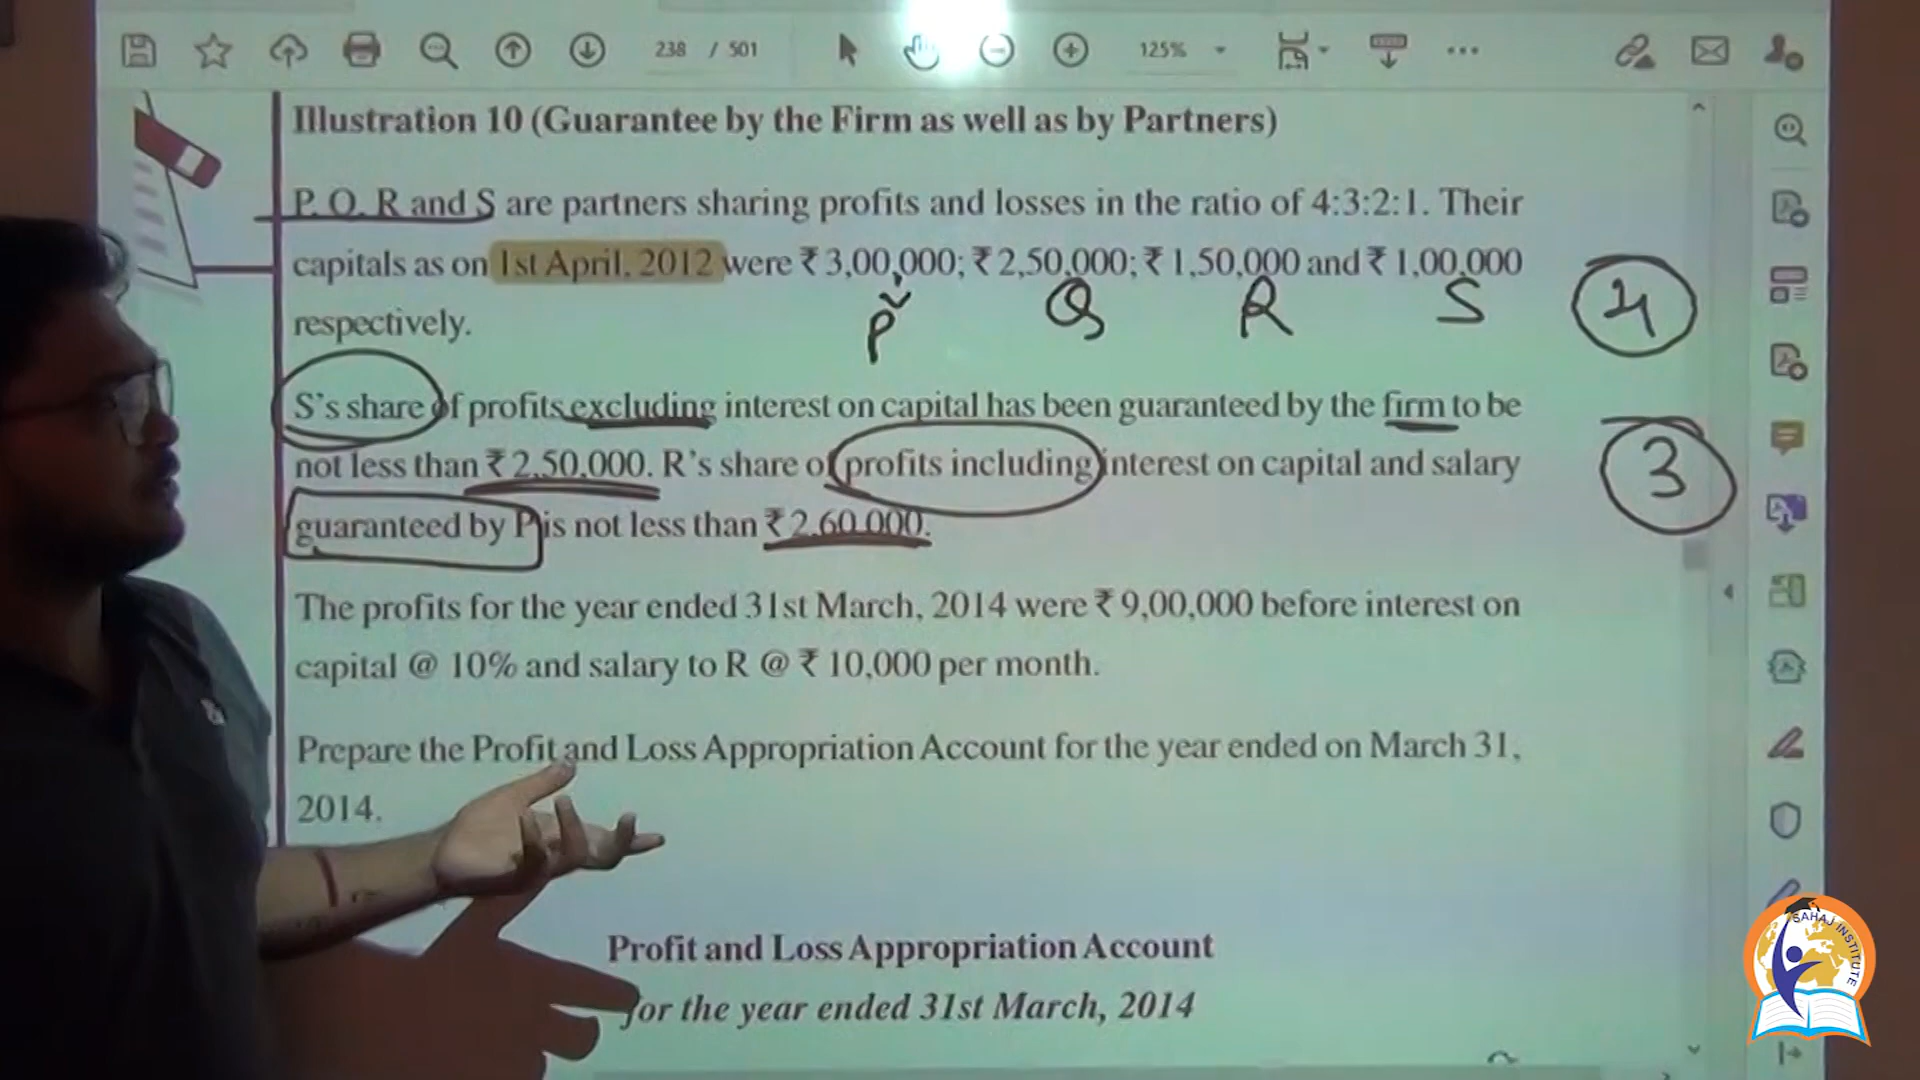 238 / 501
125%
Illustration 10 (Guarantee by the Firm as well as by Partners)
P, Q, R and S are partners sharing profits and losses in the ratio of 4:3:2:1. Their
capitals as on 1st April, 2012 were ₹ 3,00,000; ₹ 2,50,000; ₹ 1,50,000 and ₹ 1,00,000
respectively.
P Q R S
4
S's share of profits excluding interest on capital has been guaranteed by the firm to be
not less than ₹ 2,50,000. R's share of profits including interest on capital and salary
guaranteed by P is not less than ₹ 2,60,000.
3
The profits for the year ended 31st March, 2014 were ₹ 9,00,000 before interest on
capital @ 10% and salary to R @ ₹ 10,000 per month.
Prepare the Profit and Loss Appropriation Account for the year ended on March 31,
2014.
Profit and Loss Appropriation Account
for the year ended 31st March, 2014
SAHAJ INSTITUTE